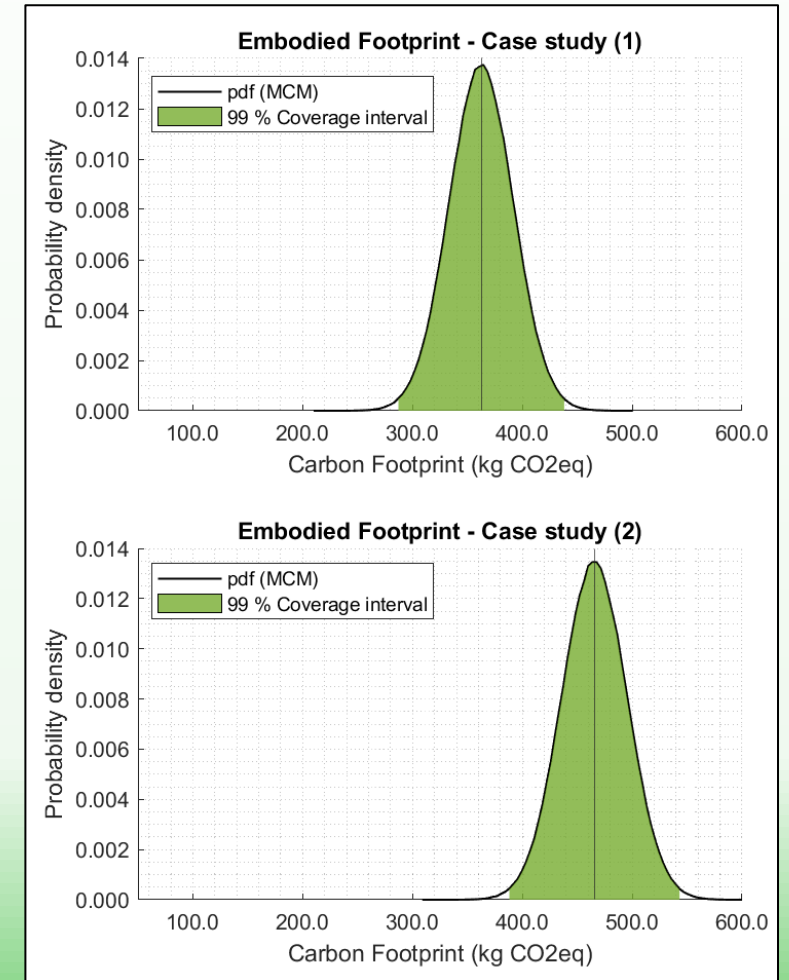 Embodied Footprint - Case study (1)
0.014
0.012
0.010
0.008
0.006
0.004
0.002
0.000
Probability density
pdf (MCM)
99 % Coverage interval
100.0 200.0 300.0 400.0 500.0 600.0
Carbon Footprint (kg CO2eq)
Embodied Footprint - Case study (2)
0.014
0.012
0.010
0.008
0.006
0.004
0.002
0.000
Probability density
pdf (MCM)
99 % Coverage interval
100.0 200.0 300.0 400.0 500.0 600.0
Carbon Footprint (kg CO2eq)